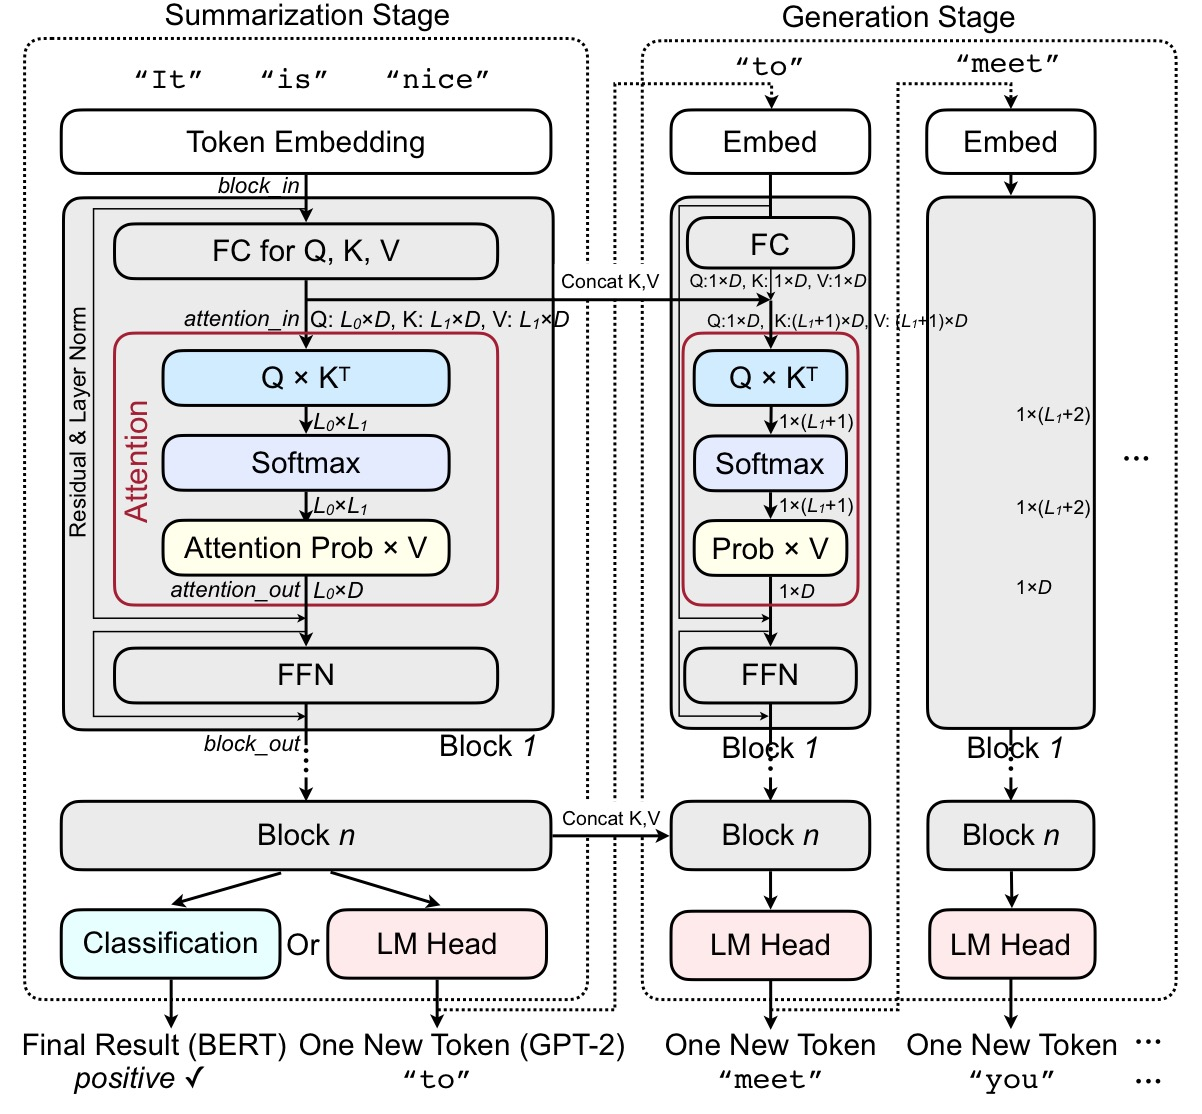 Summarization Stage
“It” “is” “nice”
Token Embedding
block_in
FC for Q, K, V
attention_in
Q: L₀×D, K: L₁×D, V: L₁×D
Residual & Layer Norm
Attention
Q × Kᵀ
L₀×L₁
Softmax
L₀×L₁
Attention Prob × V
attention_out
L₀×D
FFN
block_out
Block 1
Block n
Classification
Or
LM Head
Final Result (BERT)
positive ✓
One New Token (GPT-2)
“to”
Concat K,V
Concat K,V
Generation Stage
“to”
Embed
FC
Q:1×D, K: 1×D, V:1×D
Q:1×D, K:(L₁+1)×D, V: (L₁+1)×D
Q × Kᵀ
1×(L₁+1)
Softmax
1×(L₁+1)
Prob × V
1×D
FFN
Block 1
Block n
LM Head
One New Token
“meet”
“meet”
Embed
1×(L₁+2)
1×(L₁+2)
1×D
Block 1
Block n
LM Head
One New Token
“you”
...
...
...